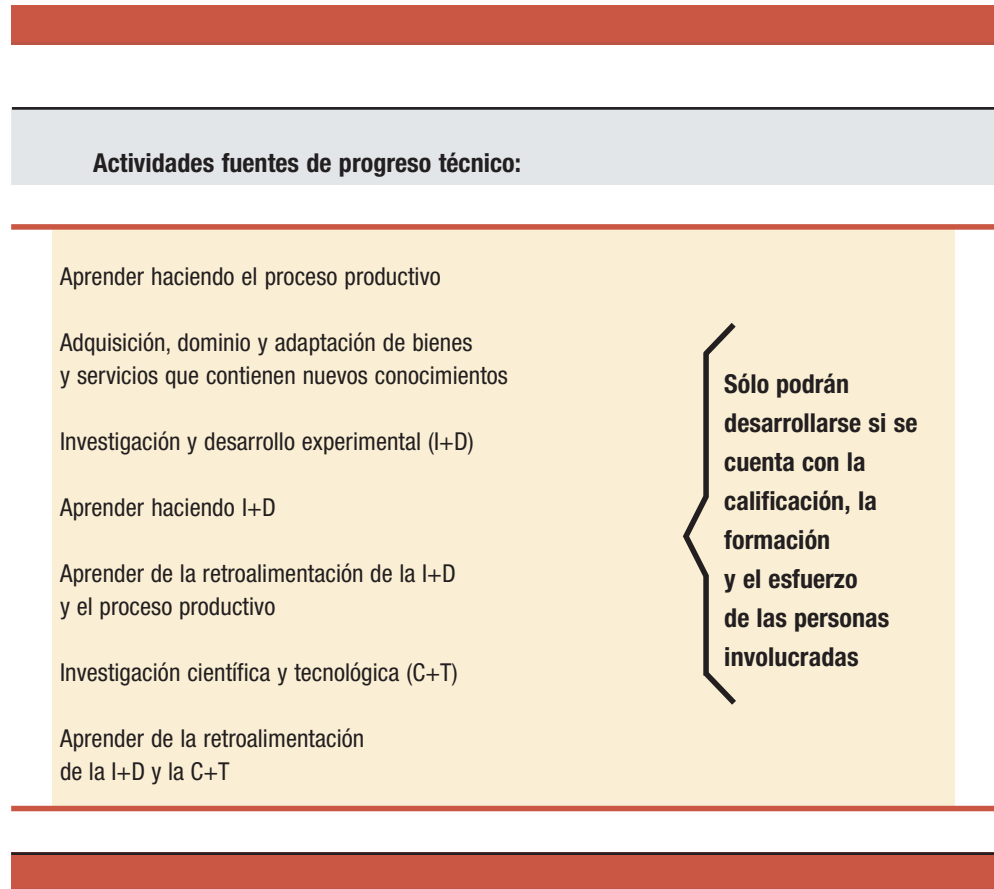 Actividades fuentes de progreso técnico:
Aprender haciendo el proceso productivo
Adquisición, dominio y adaptación de bienes
y servicios que contienen nuevos conocimientos
Investigación y desarrollo experimental (I+D)
Aprender haciendo I+D
Aprender de la retroalimentación de la I+D
y el proceso productivo
Investigación científica y tecnológica (C+T)
Aprender de la retroalimentación
de la I+D y la C+T
Sólo podrán
desarrollarse si se
cuenta con la
calificación, la
formación
y el esfuerzo
de las personas
involucradas